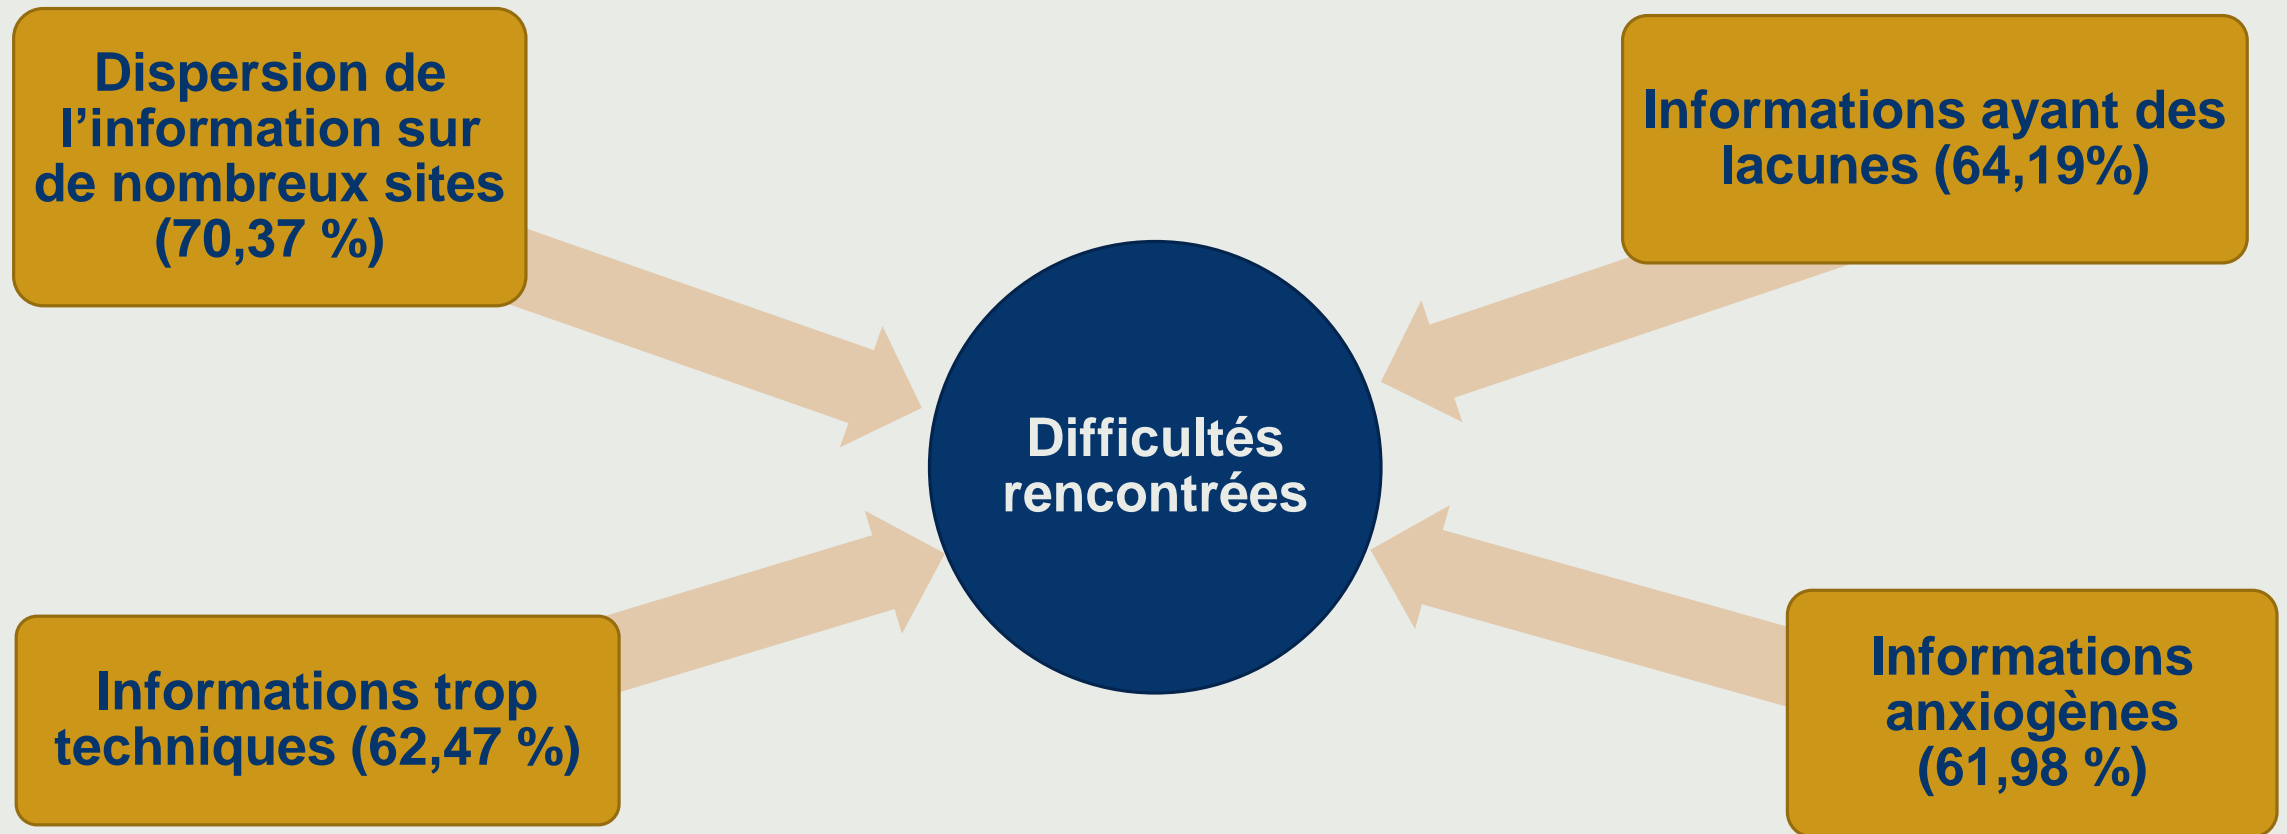 Dispersion de
l’information sur
de nombreux sites
(70,37 %)
Informations ayant des
lacunes (64,19%)
Difficultés
rencontrées
Informations trop
techniques (62,47 %)
Informations
anxiogènes
(61,98 %)